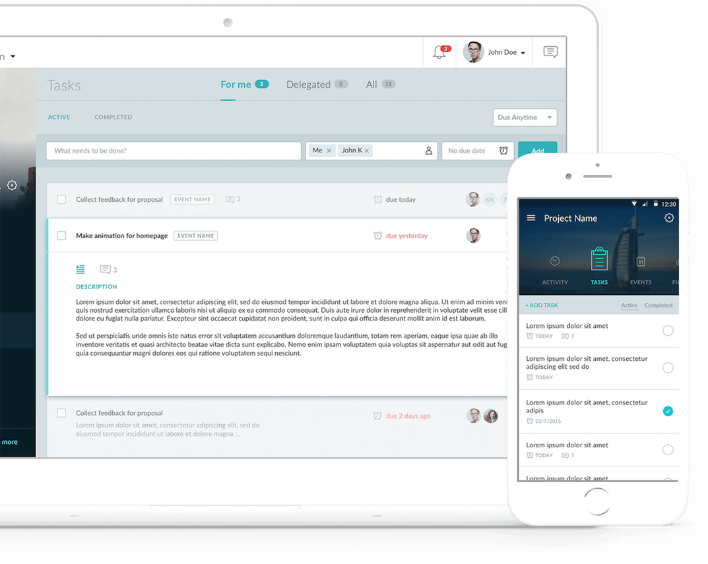 n
3
John Doe
Tasks
For me 3
Delegated 3
All 15
ACTIVE
COMPLETED
Due Anytime
What needs to be done?
Me ×
John K ×
No due date
Add
Collect feedback for proposal
EVENT NAME
3
due today
KN
Make animation for homepage
EVENT NAME
due yesterday
3
DESCRIPTION
Lorem ipsum dolor sit amet, consectetur adipiscing elit, sed do eiusmod tempor incididunt ut labore et dolore magna aliqua. Ut enim ad minim veni
quis nostrud exercitation ullamco laboris nisi ut aliquip ex ea commodo consequat. Duis aute irure dolor in reprehenderit in voluptate velit esse cill
dolore eu fugiat nulla pariatur. Excepteur sint occaecat cupidatat non proident, sunt in culpa qui officia deserunt mollit anim id est laborum.
Sed ut perspiciatis unde omnis iste natus error sit voluptatem accusantium doloremque laudantium, totam rem aperiam, eaque ipsa quae ab illo
inventore veritatis et quasi architecto beatae vitae dicta sunt explicabo. Nemo enim ipsam voluptatem quia voluptas sit aspernatur aut odit aut fug
quia consequuntur magni dolores eos qui ratione voluptatem sequi nesciunt.
Collect feedback for proposal
Lorem ipsum dolor sit amet, consectetur adipiscing elit, sed do
eiusmod tempor incididunt ut labore et dolore magna
aliqua ...
due 2 days ago
more
12:30
Project Name
ACTIVITY
TASKS
EVENTS
FI
+ ADD TASK
Active
Completed
Lorem ipsum dolor sit amet
TODAY
3
Lorem ipsum dolor sit amet, consectetur
adipiscing elit sed do
TODAY
Lorem ipsum dolor sit amet, consectetur
adipis
23/7/2015
Lorem ipsum dolor sit amet
TODAY
3
Lorem ipsum dolor sit amet, consectetur